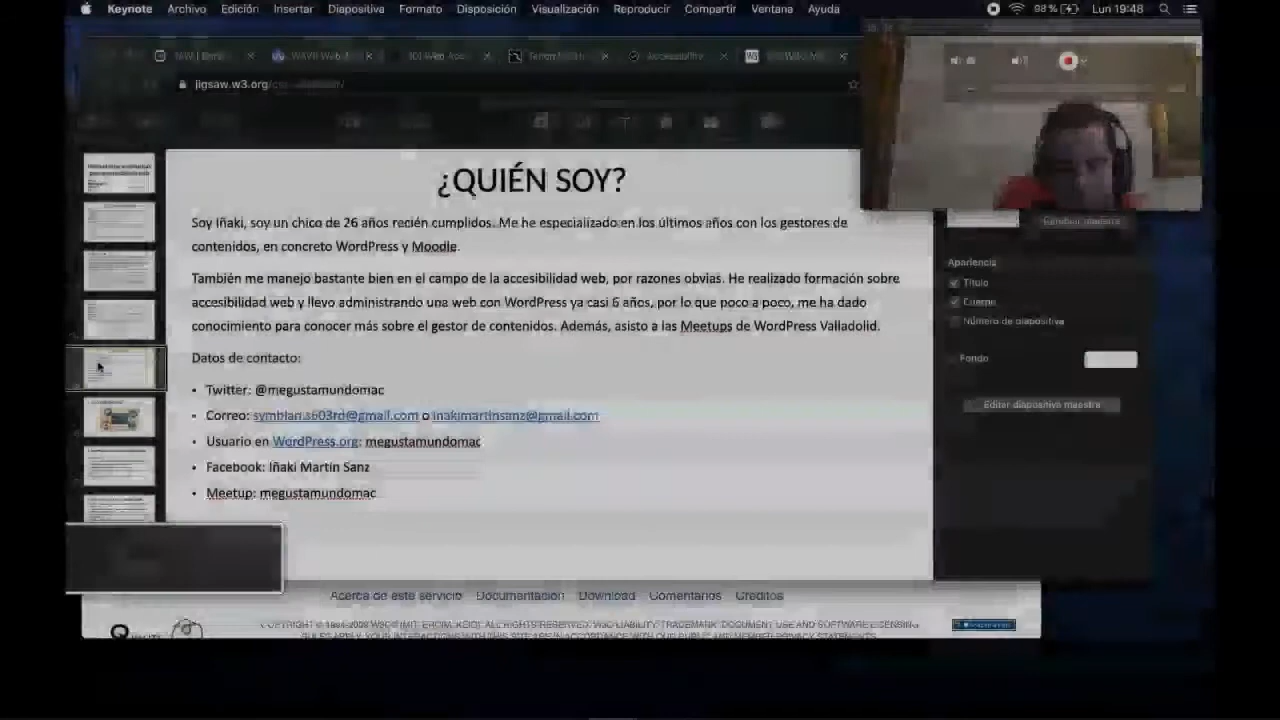 Keynote Archivo Edición Insertar Diapositiva Formato Disposición Visualización Reproducir Compartir Ventana Ayuda 98 % Lun 19:48
jigsaw.w3.org/
¿QUIÉN SOY?
Soy Iñaki, soy un chico de 26 años recién cumplidos. Me he especializado en los últimos años con los gestores de
contenidos, en concreto WordPress y Moodle.
También me manejo bastante bien en el campo de la accesibilidad web, por razones obvias. He realizado formación sobre
accesibilidad web y llevo administrando una web con WordPress ya casi 6 años, por lo que poco a poco, me ha dado
conocimiento para conocer más sobre el gestor de contenidos. Además, asisto a las Meetups de WordPress Valladolid.
Datos de contacto:
• Twitter: @megustamundomac
• Correo: symbian.s603rd@gmail.com o inakimartinsanz@gmail.com
• Usuario en WordPress.org: megustamundomac
• Facebook: Iñaki Martín Sanz
• Meetup: megustamundomac
Cambiar maestra
Apariencia
Título
Cuerpo
Número de diapositiva
Fondo
Editar diapositiva maestra
Acerca de este servicio Documentación Download Comentarios Créditos